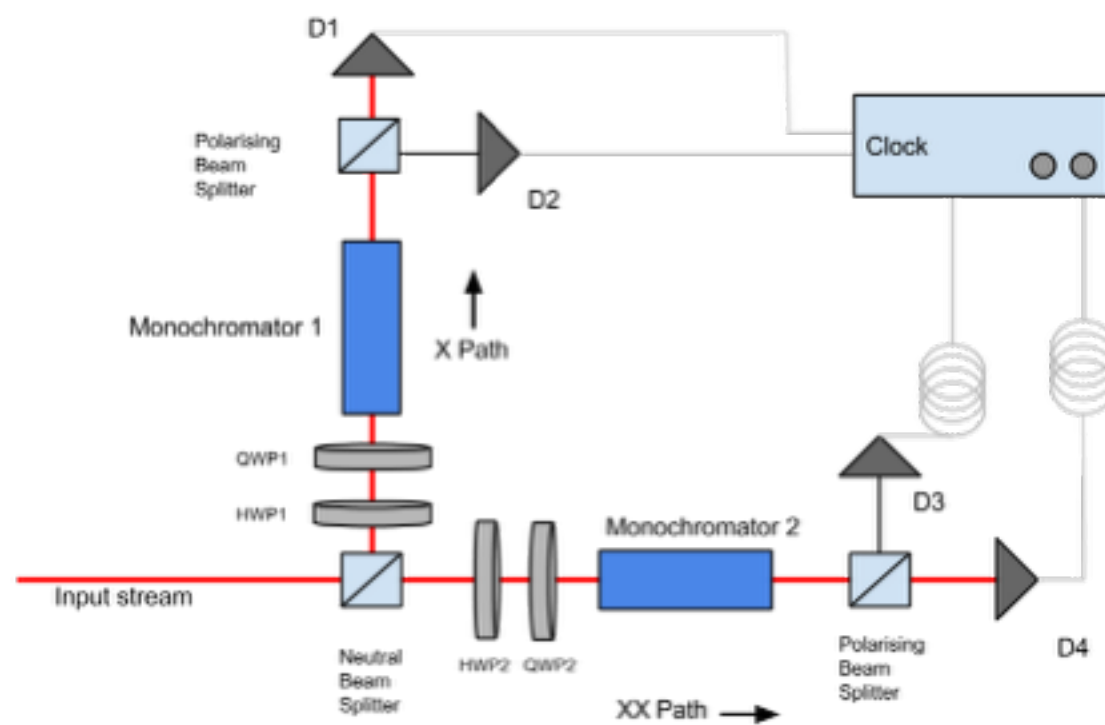 D1
Polarising
Beam
Splitter
D2
Clock
Monochromator 1
X Path
QWP1
HWP1
Monochromator 2
D3
Input stream
Neutral
Beam
Splitter
HWP2
QWP2
Polarising
Beam
Splitter
D4
XX Path